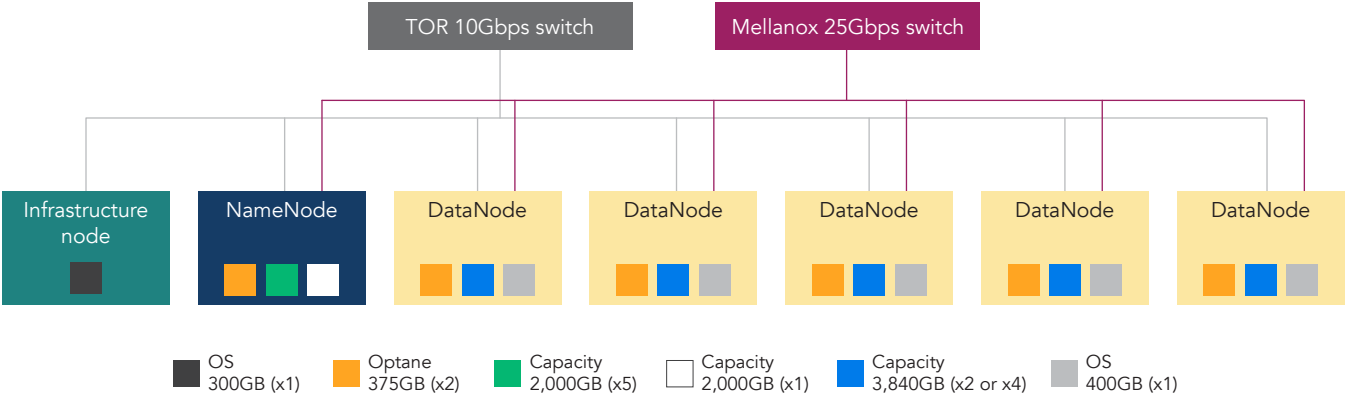 TOR 10Gbps switch
Mellanox 25Gbps switch
Infrastructure
node
NameNode
DataNode
DataNode
DataNode
DataNode
DataNode
OS
300GB (x1)
Optane
375GB (x2)
Capacity
2,000GB (x5)
Capacity
2,000GB (x1)
Capacity
3,840GB (x2 or x4)
OS
400GB (x1)